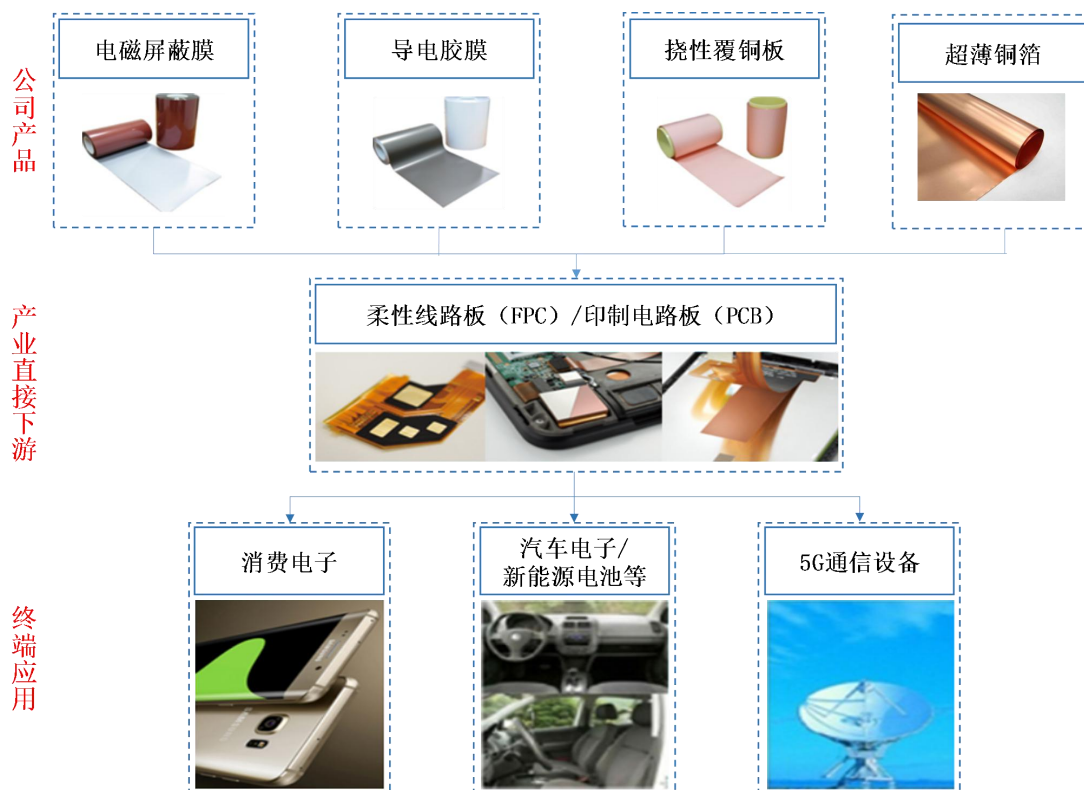 公司产品
电磁屏蔽膜
导电胶膜
挠性覆铜板
超薄铜箔
产业直接下游
柔性线路板（FPC）/印制电路板（PCB）
终端应用
消费电子
汽车电子/
新能源电池等
5G通信设备
SAMSUNG